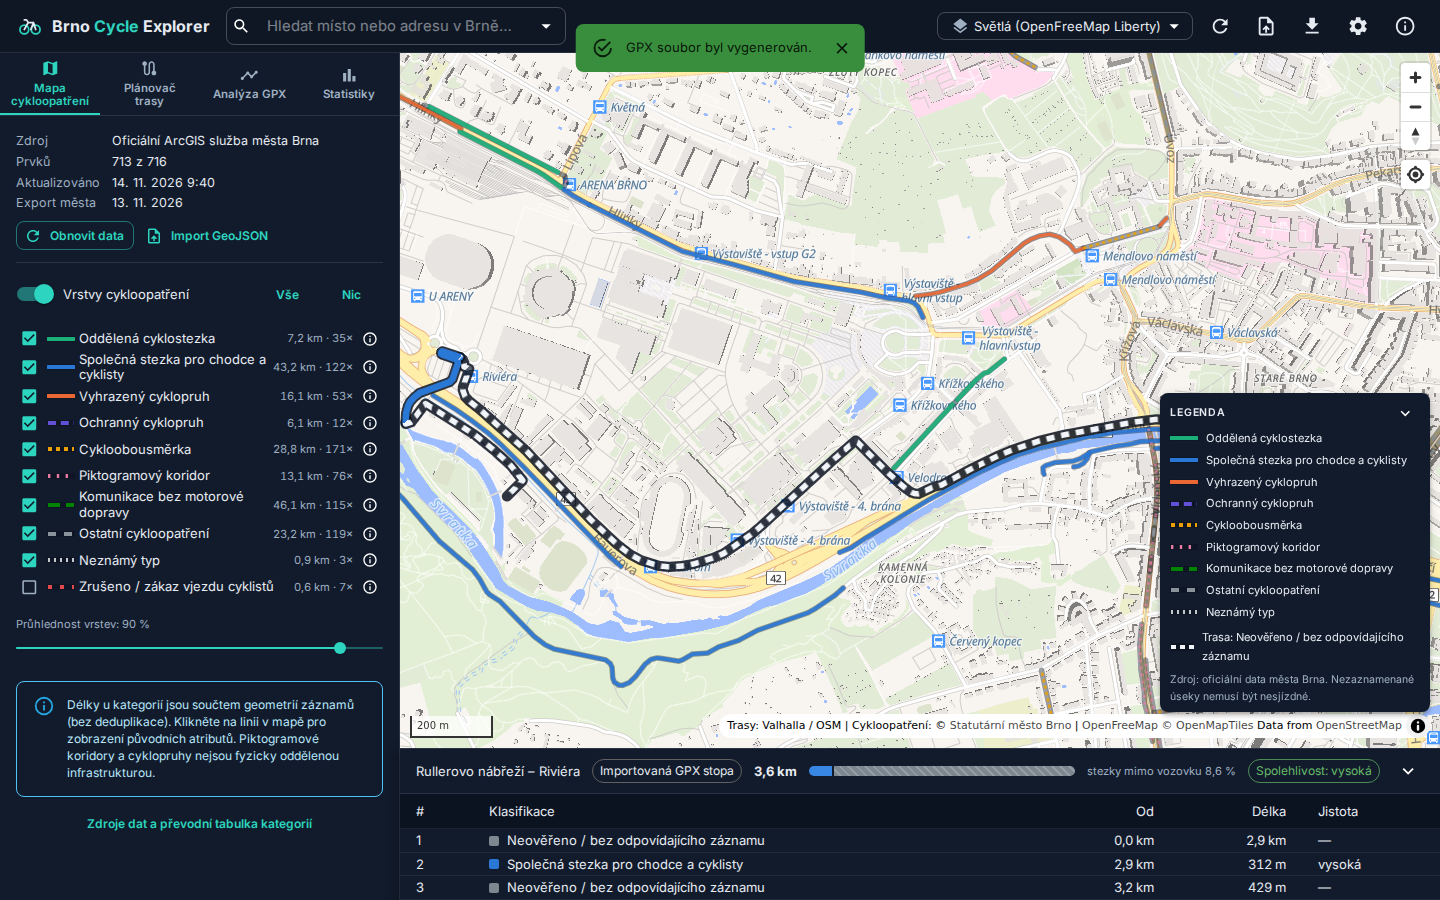 Brno Cycle Explorer
Hledat místo nebo adresu v Brně...
GPX soubor byl vygenerován.
Světlá (OpenFreeMap Liberty)
Mapa cykloopatření
Plánovač trasy
Analýza GPX
Statistiky
Zdroj Oficiální ArcGIS služba města Brna
Prvků 713 z 716
Aktualizováno 14. 11. 2026 9:40
Export města 13. 11. 2026
Obnovit data
Import GeoJSON
Vrstvy cykloopatření Vše Nic
Oddělená cyklostezka 7,2 km · 35×
Společná stezka pro chodce a cyklisty 43,2 km · 122×
Vyhrazený cyklopruh 16,1 km · 53×
Ochranný cyklopruh 6,1 km · 12×
Cykloobousměrka 28,8 km · 171×
Piktogramový koridor 13,1 km · 76×
Komunikace bez motorové dopravy 46,1 km · 115×
Ostatní cykloopatření 23,2 km · 119×
Neznámý typ 0,9 km · 3×
Zrušeno / zákaz vjezdu cyklistů 0,6 km · 7×
Průhlednost vrstev: 90 %
Délky u kategorií jsou součtem geometrií záznamů
(bez deduplikace). Klikněte na linii v mapě pro
zobrazení původních atributů. Piktogramové
koridory a cyklopruhy nejsou fyzicky oddělenou
infrastrukturou.
Zdroje dat a převodní tabulka kategorií
ZLUTÝ KOPEC
Květná
Lipová
ARENA BRNO
Hlinky
Úvoz
Pekař
Výstaviště - vstup G2
Mendlovo náměstí
Mendlovo náměstí
U ARENY
Výstaviště
hlavní vstup
Výstaviště -
hlavní vstup
Václavská
Václavská
Křížová
STARÉ BRNO
Riviéra
Křížkovského
Křížkovského
Velodro
Výstaviště - 4. brána
Výstaviště - 4. brána
Svratka
Svratka
42
KAMENNÁ
KOLONIE
Červený kopec
200 m
LEGENDA
Oddělená cyklostezka
Společná stezka pro chodce a cyklisty
Vyhrazený cyklopruh
Ochranný cyklopruh
Cykloobousměrka
Piktogramový koridor
Komunikace bez motorové dopravy
Ostatní cykloopatření
Neznámý typ
Trasa: Neověřeno / bez odpovídajícího
záznamu
Zdroj: oficiální data města Brna. Nezaznamenané
úseky nemusí být nesjízdné.
Trasy: Valhalla / OSM | Cykloopatření: © Statutární město Brno | OpenFreeMap © OpenMapTiles Data from OpenStreetMap
Rullerovo nábřeží – Riviéra
Importovaná GPX stopa
3,6 km
stezky mimo vozovku 8,6 %
Spolehlivost: vysoká
# Klasifikace Od Délka Jistota
1 Neověřeno / bez odpovídajícího záznamu 0,0 km 2,9 km —
2 Společná stezka pro chodce a cyklisty 2,9 km 312 m vysoká
3 Neověřeno / bez odpovídajícího záznamu 3,2 km 429 m —